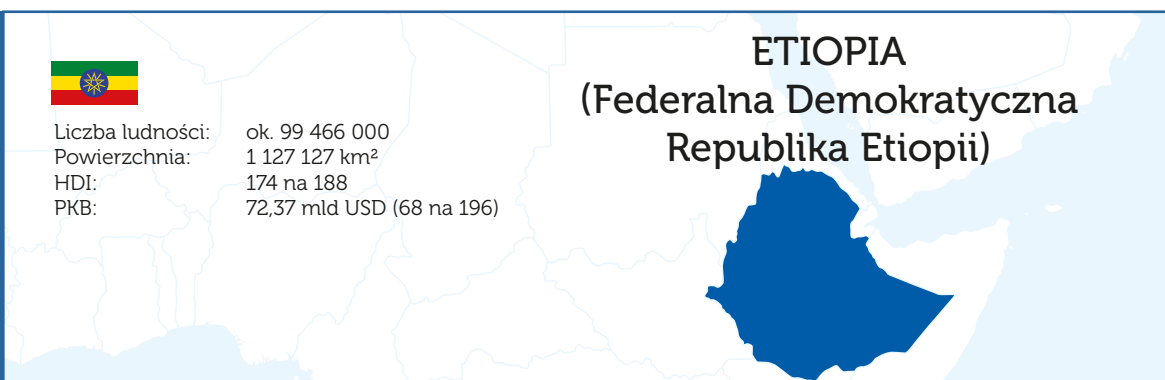 ETIOPIA
(Federalna Demokratyczna
Republika Etiopii)
Liczba ludności: ok. 99 466 000
Powierzchnia: 1 127 127 km²
HDI: 174 na 188
PKB: 72,37 mld USD (68 na 196)